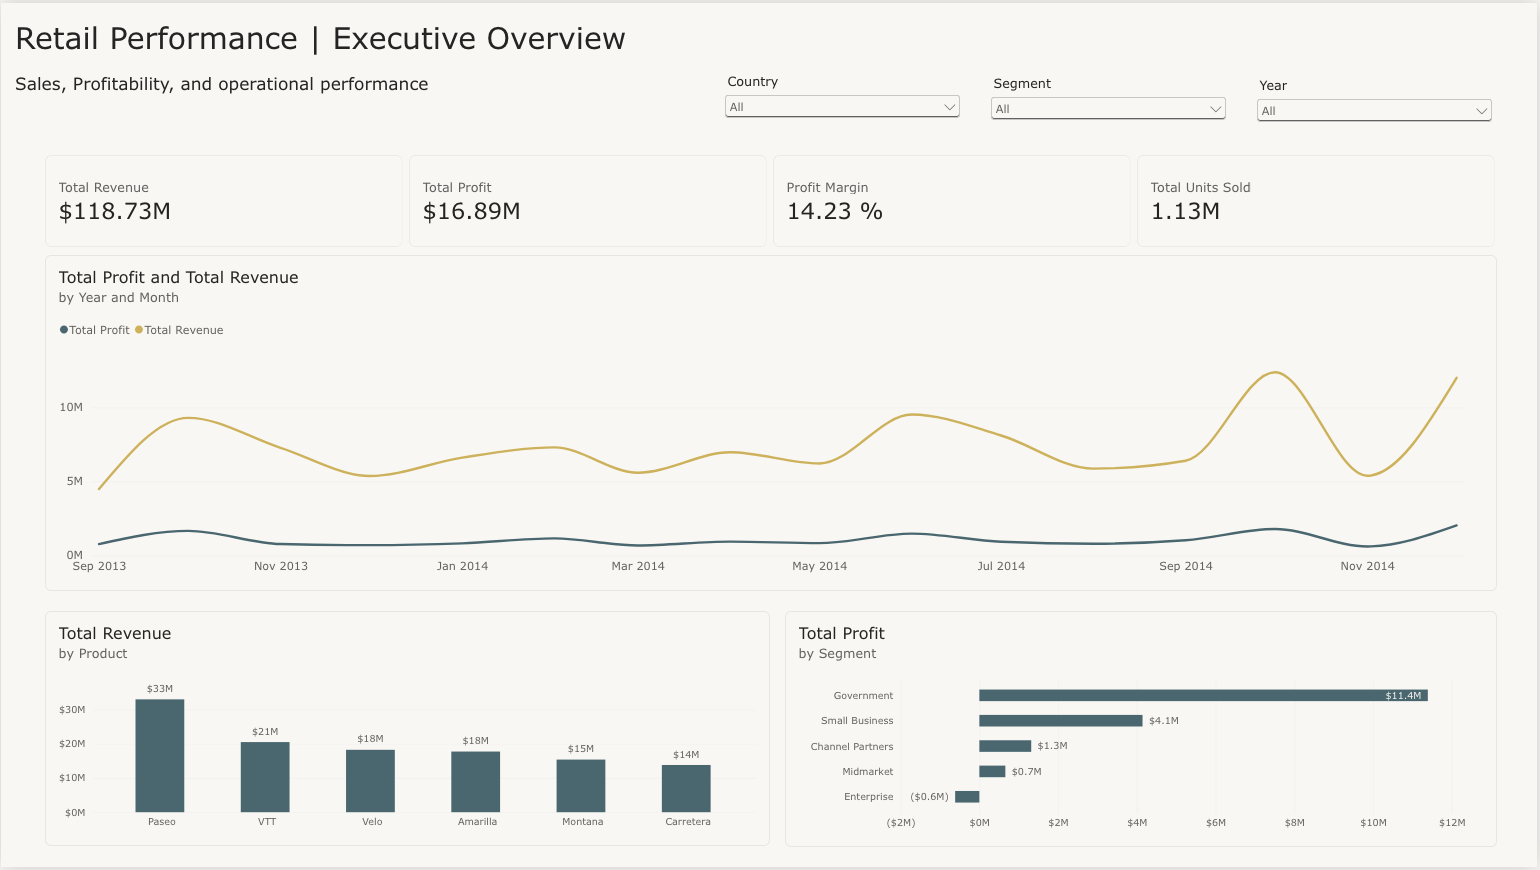 Retail Performance | Executive Overview
Sales, Profitability, and operational performance
Country
All
Segment
All
Year
All
Total Revenue
$118.73M
Total Profit
$16.89M
Profit Margin
14.23 %
Total Units Sold
1.13M
Total Profit and Total Revenue
by Year and Month
Total Profit Total Revenue
10M
5M
0M
Sep 2013 Nov 2013 Jan 2014 Mar 2014 May 2014 Jul 2014 Sep 2014 Nov 2014
Total Revenue
by Product
$33M
$21M
$18M
$18M
$15M
$14M
$30M
$20M
$10M
$0M
Paseo VTT Velo Amarilla Montana Carretera
Total Profit
by Segment
Government $11.4M
Small Business $4.1M
Channel Partners $1.3M
Midmarket $0.7M
Enterprise ($0.6M)
($2M) $0M $2M $4M $6M $8M $10M $12M